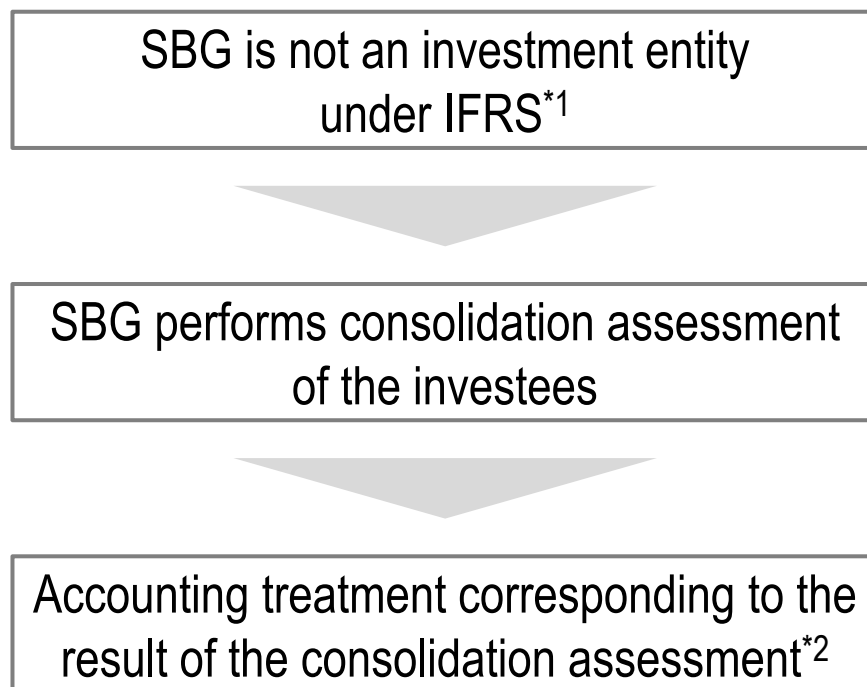 SBG is not an investment entity
under IFRS*1
SBG performs consolidation assessment
of the investees
Accounting treatment corresponding to the
result of the consolidation assessment*2